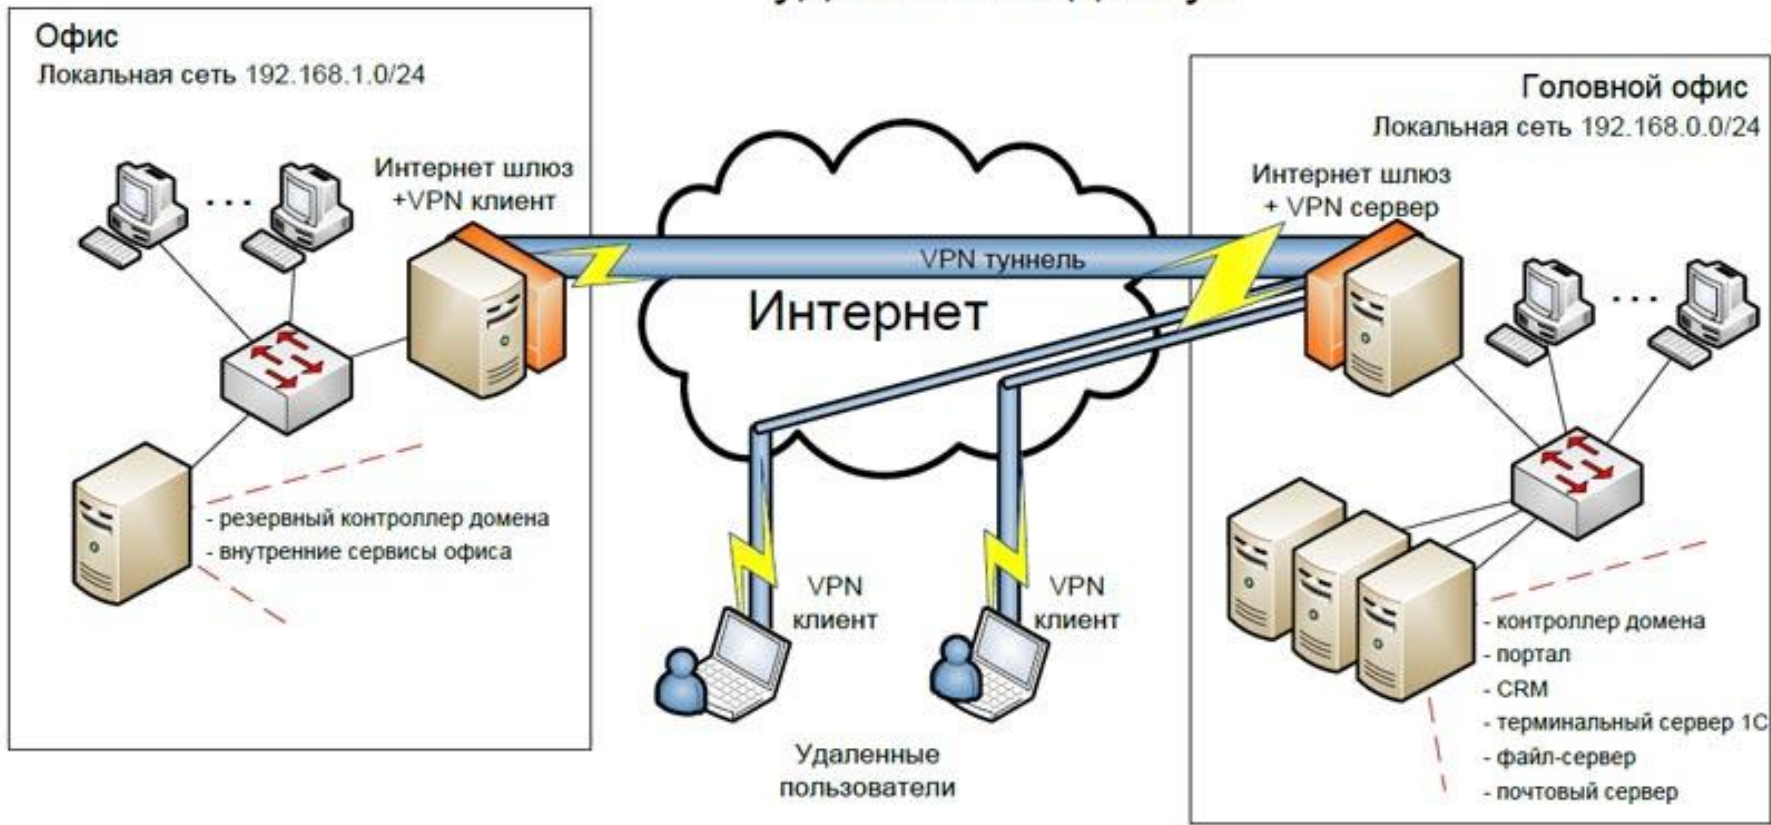 Офис
Локальная сеть 192.168.1.0/24
Интернет шлюз
+VPN клиент
- резервный контроллер домена
- внутренние сервисы офиса
VPN туннель
Интернет
VPN
клиент
VPN
клиент
Удаленные
пользователи
Головной офис
Локальная сеть 192.168.0.0/24
Интернет шлюз
+ VPN сервер
- контроллер домена
- портал
- CRM
- терминальный сервер 1С
- файл-сервер
- почтовый сервер